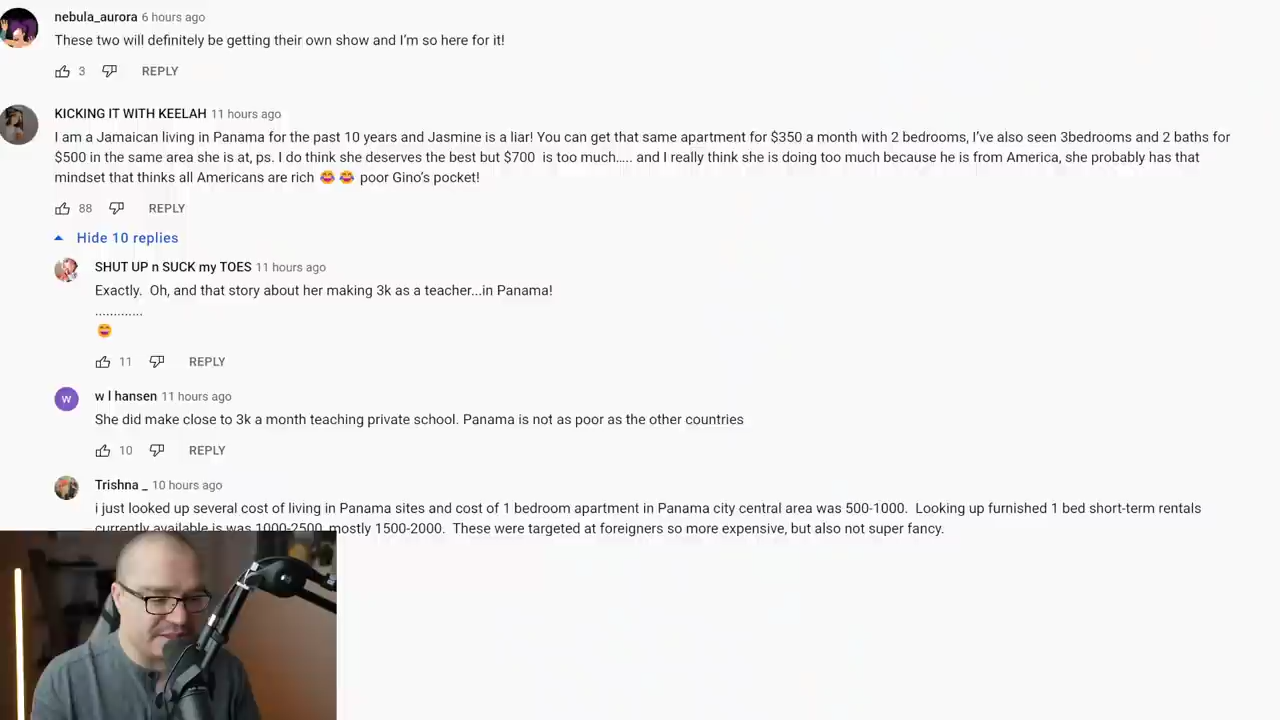 nebula_aurora 6 hours ago
These two will definitely be getting their own show and I'm so here for it!
3 REPLY
KICKING IT WITH KEELAH 11 hours ago
I am a Jamaican living in Panama for the past 10 years and Jasmine is a liar! You can get that same apartment for $350 a month with 2 bedrooms, I've also seen 3bedrooms and 2 baths for
$500 in the same area she is at, ps. I do think she deserves the best but $700 is too much..... and I really think she is doing too much because he is from America, she probably has that
mindset that thinks all Americans are rich 😂 😂 poor Gino's pocket!
88 REPLY
Hide 10 replies
SHUT UP n SUCK my TOES 11 hours ago
Exactly. Oh, and that story about her making 3k as a teacher...in Panama!
.............
😄
11 REPLY
w l hansen 11 hours ago
W
She did make close to 3k a month teaching private school. Panama is not as poor as the other countries
10 REPLY
Trishna _ 10 hours ago
i just looked up several cost of living in Panama sites and cost of 1 bedroom apartment in Panama city central area was 500-1000. Looking up furnished 1 bed short-term rentals
currently available is was 1000-2500, mostly 1500-2000. These were targeted at foreigners so more expensive, but also not super fancy.